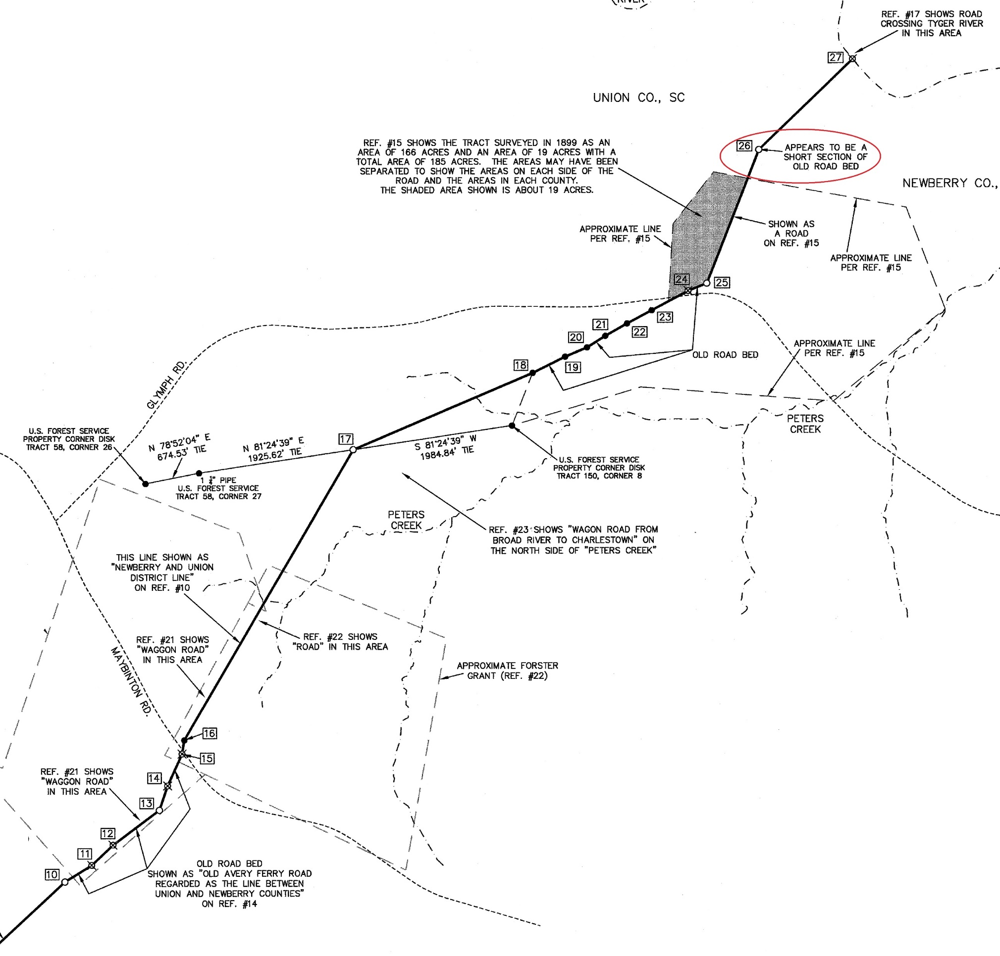 RIVER
REF. #17 SHOWS ROAD
CROSSING TYGER RIVER
IN THIS AREA
27
UNION CO., SC
REF. #15 SHOWS THE TRACT SURVEYED IN 1899 AS AN
AREA OF 166 ACRES AND AN AREA OF 19 ACRES WITH A
TOTAL AREA OF 185 ACRES. THE AREAS MAY HAVE BEEN
SEPARATED TO SHOW THE AREAS ON EACH SIDE OF THE
ROAD AND THE AREAS IN EACH COUNTY.
THE SHADED AREA SHOWN IS ABOUT 19 ACRES.
26
APPEARS TO BE A
SHORT SECTION OF
OLD ROAD BED
NEWBERRY CO.,
APPROXIMATE LINE
PER REF. #15
SHOWN AS
A ROAD
ON REF. #15
APPROXIMATE LINE
PER REF. #15
24
25
23
21
22
20
APPROXIMATE LINE
PER REF. #15
OLD ROAD BED
18
19
GLYMPH RD.
PETERS
CREEK
U.S. FOREST SERVICE
PROPERTY CORNER DISK
TRACT 58, CORNER 26
N 78°52'04" E
674.53' TIE
N 81°24'39" E
1925.62' TIE
17
S 81°24'39" W
1984.84' TIE
U.S. FOREST SERVICE
PROPERTY CORNER DISK
TRACT 150, CORNER 8
1 ¼" PIPE
U.S. FOREST SERVICE
TRACT 58, CORNER 27
PETERS
CREEK
REF. #23 SHOWS "WAGON ROAD FROM
BROAD RIVER TO CHARLESTOWN" ON
THE NORTH SIDE OF "PETERS CREEK"
THIS LINE SHOWN AS
"NEWBERRY AND UNION
DISTRICT LINE"
ON REF. #10
REF. #21 SHOWS
"WAGGON ROAD"
IN THIS AREA
REF. #22 SHOWS
"ROAD" IN THIS AREA
MAYBINTON RD.
APPROXIMATE FORSTER
GRANT (REF. #22)
16
15
REF. #21 SHOWS
"WAGGON ROAD"
IN THIS AREA
14
13
12
11
10
OLD ROAD BED
SHOWN AS "OLD AVERY FERRY ROAD
REGARDED AS THE LINE BETWEEN
UNION AND NEWBERRY COUNTIES"
ON REF. #14